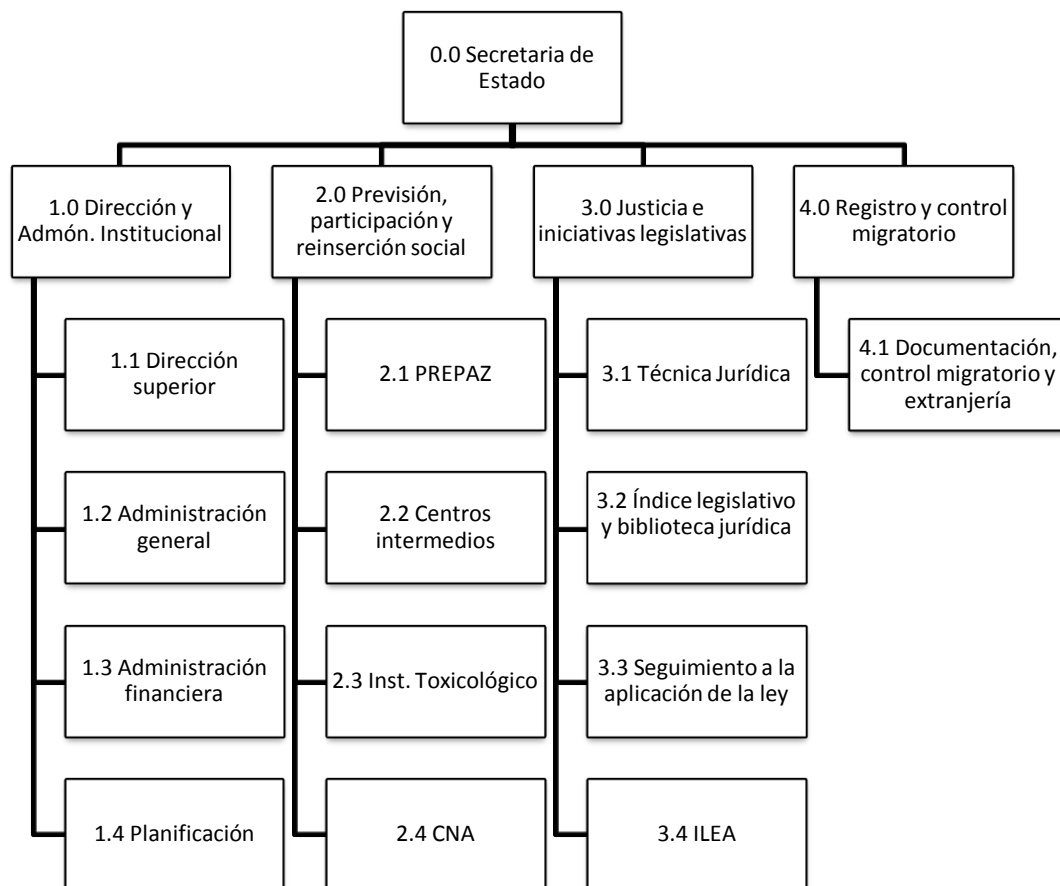 0.0 Secretaria de
Estado
1.0 Dirección y
Admón. Institucional
2.0 Previsión,
participación y
reinserción social
3.0 Justicia e
iniciativas legislativas
4.0 Registro y control
migratorio
1.1 Dirección
superior
2.1 PREPAZ
3.1 Técnica Jurídica
4.1 Documentación,
control migratorio y
extranjería
1.2 Administración
general
2.2 Centros
intermedios
3.2 Índice legislativo
y biblioteca jurídica
1.3 Administración
financiera
2.3 Inst. Toxicológico
3.3 Seguimiento a la
aplicación de la ley
1.4 Planificación
2.4 CNA
3.4 ILEA